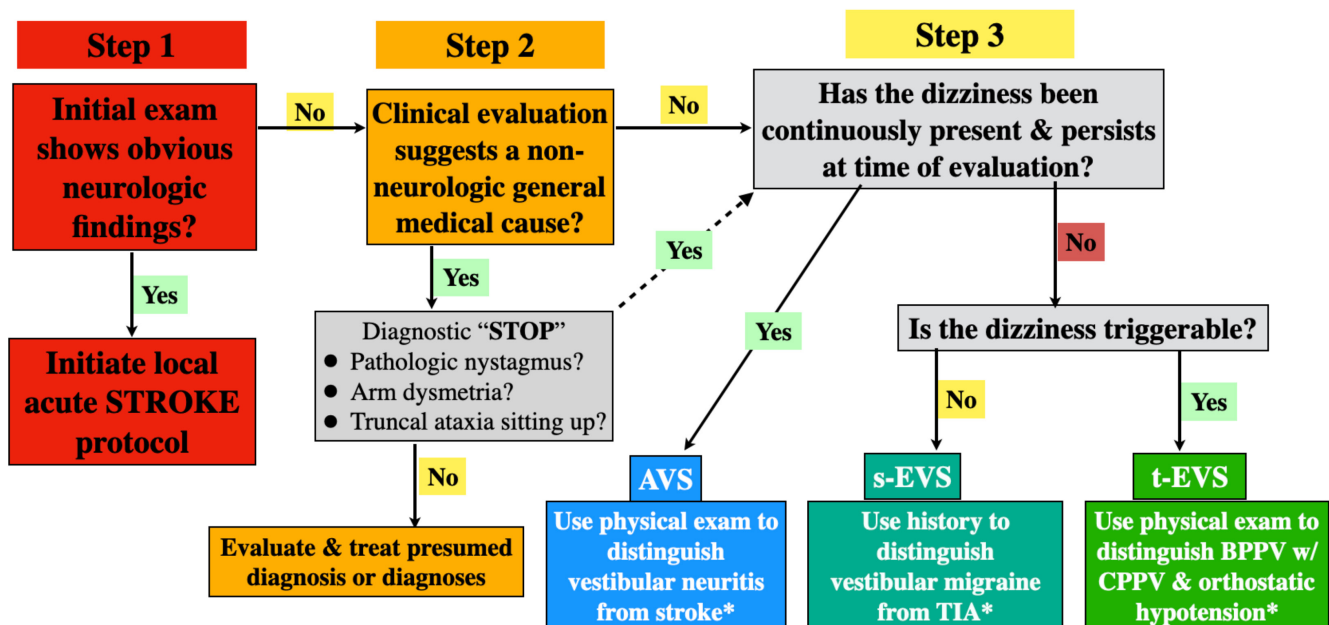 Step 1
Initial exam
shows obvious
neurologic
findings?
No
Yes
Initiate local
acute STROKE
protocol
Step 2
Clinical evaluation
suggests a non-
neurologic general
medical cause?
No
Yes
Diagnostic “STOP”
● Pathologic nystagmus?
● Arm dysmetria?
● Truncal ataxia sitting up?
Yes
No
Evaluate & treat presumed
diagnosis or diagnoses
Step 3
Has the dizziness been
continuously present & persists
at time of evaluation?
Yes
No
Is the dizziness triggerable?
No
Yes
AVS
Use physical exam to
distinguish
vestibular neuritis
from stroke*
s-EVS
Use history to
distinguish
vestibular migraine
from TIA*
t-EVS
Use physical exam to
distinguish BPPV w/
CPPV & orthostatic
hypotension*